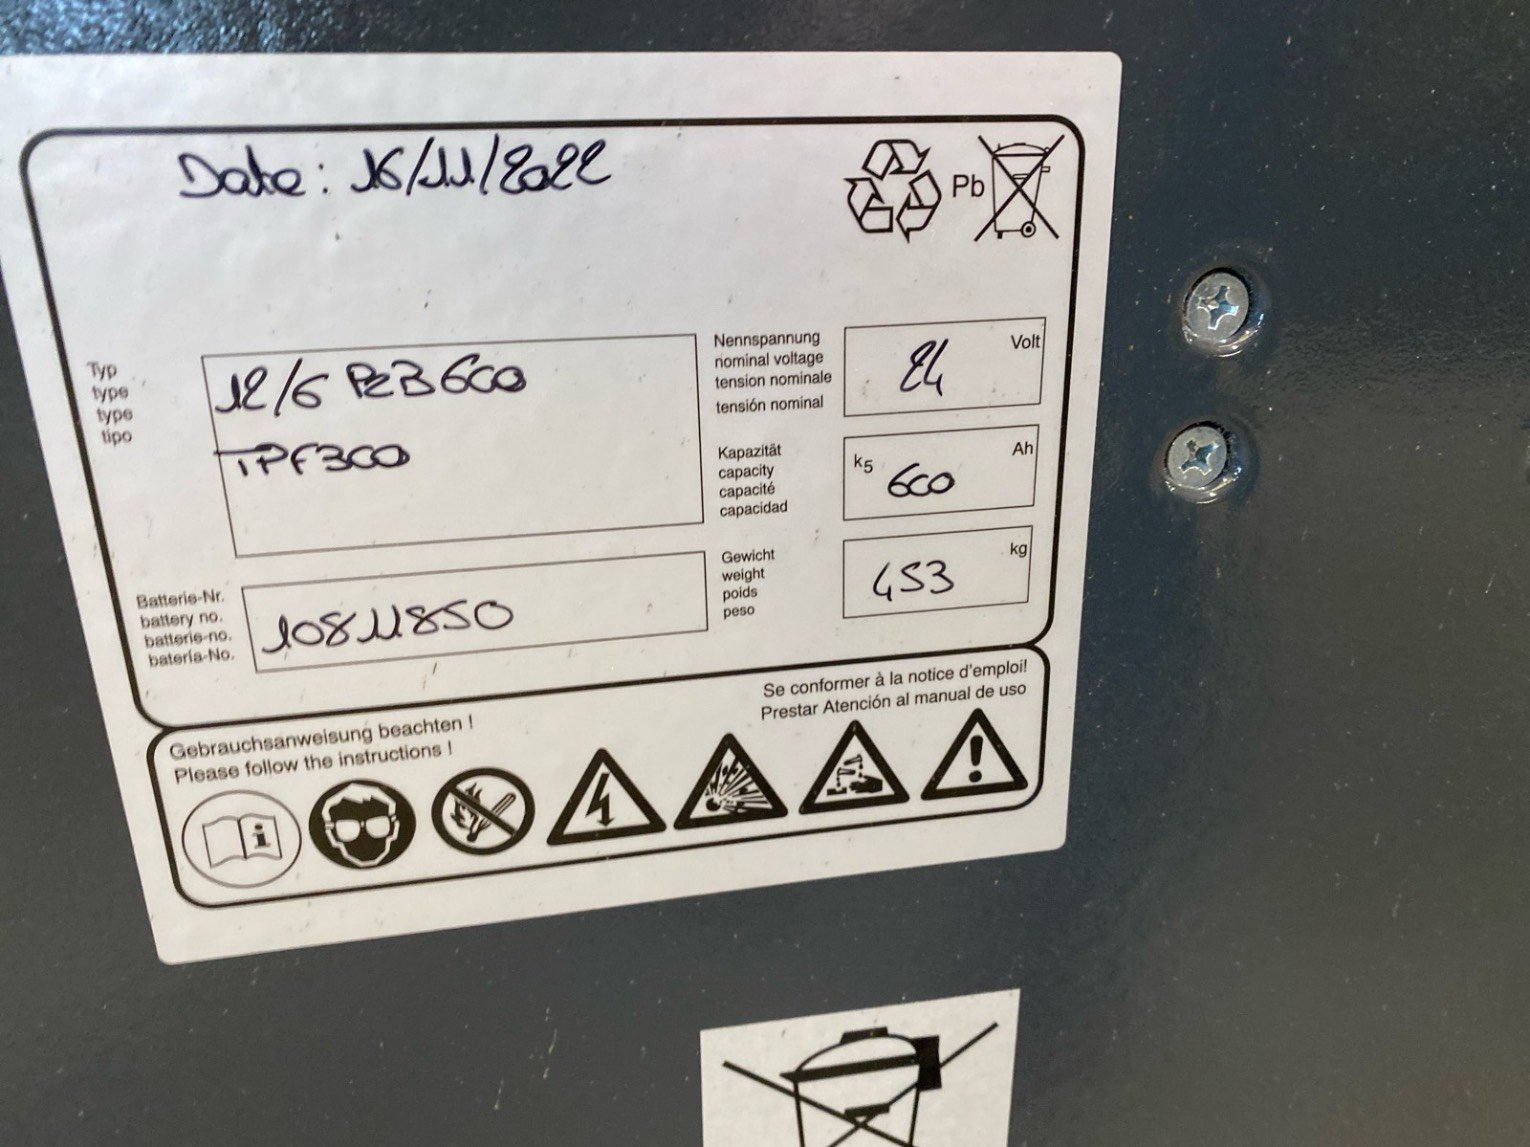 Date: 16/11/2022
Pb
Typ
type
type
tipo
12/6 PzB 600
TPF300
Nennspannung
nominal voltage
tension nominale
tensión nominal
24
Volt
Kapazität
capacity
capacité
capacidad
k5 600
Ah
Batterie-Nr.
battery no.
batterie-no.
batería-No.
10811850
Gewicht
weight
poids
peso
453
kg
Gebrauchsanweisung beachten !
Please follow the instructions !
Se conformer à la notice d'emploi!
Prestar Atención al manual de uso